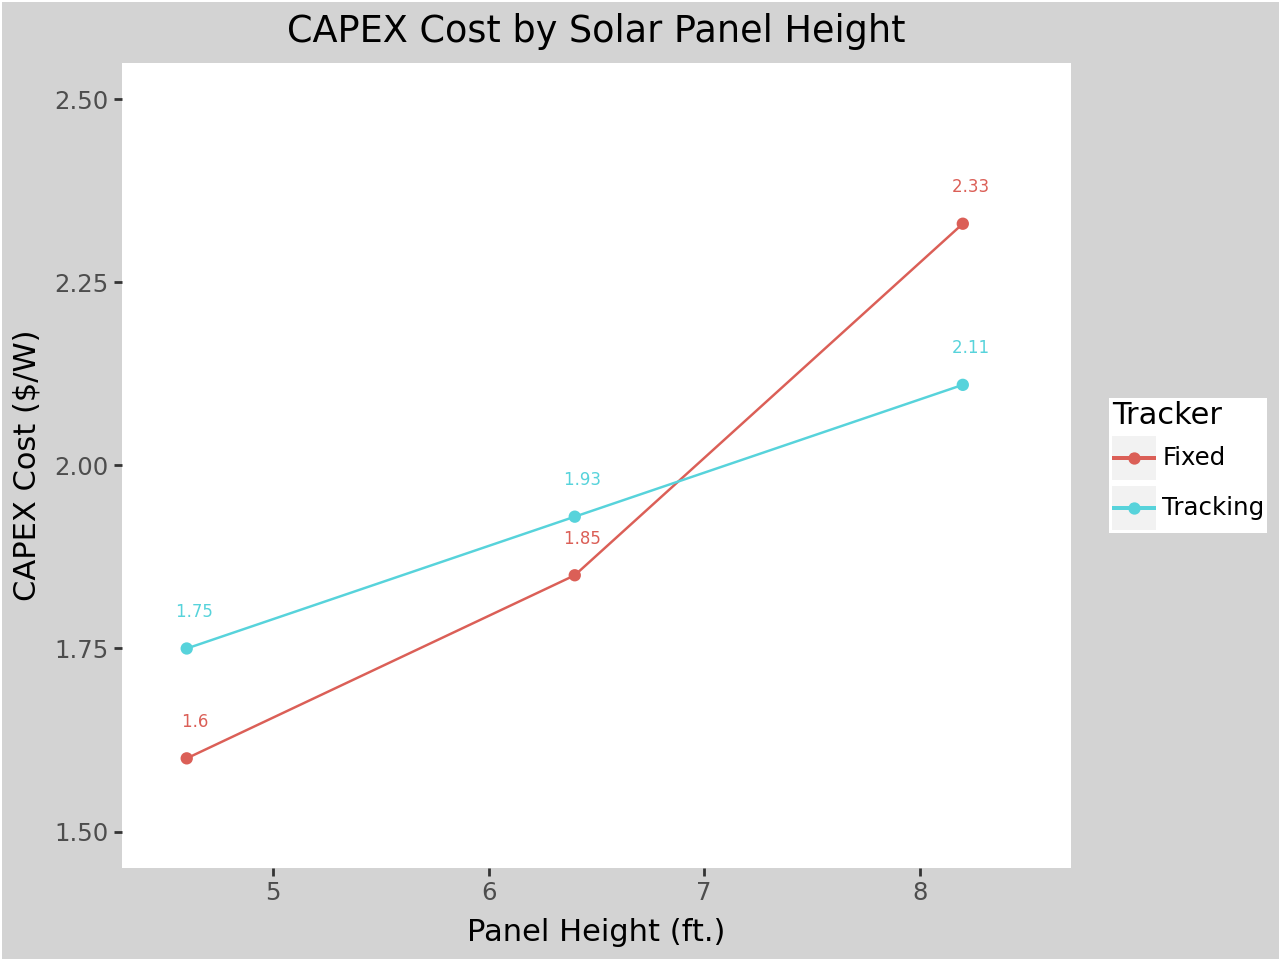 CAPEX Cost by Solar Panel Height
2.50
2.25
2.00
1.75
1.50
CAPEX Cost ($/W)
2.33
2.11
1.93
1.85
1.75
1.6
5 6 7 8
Panel Height (ft.)
Tracker
Fixed
Tracking